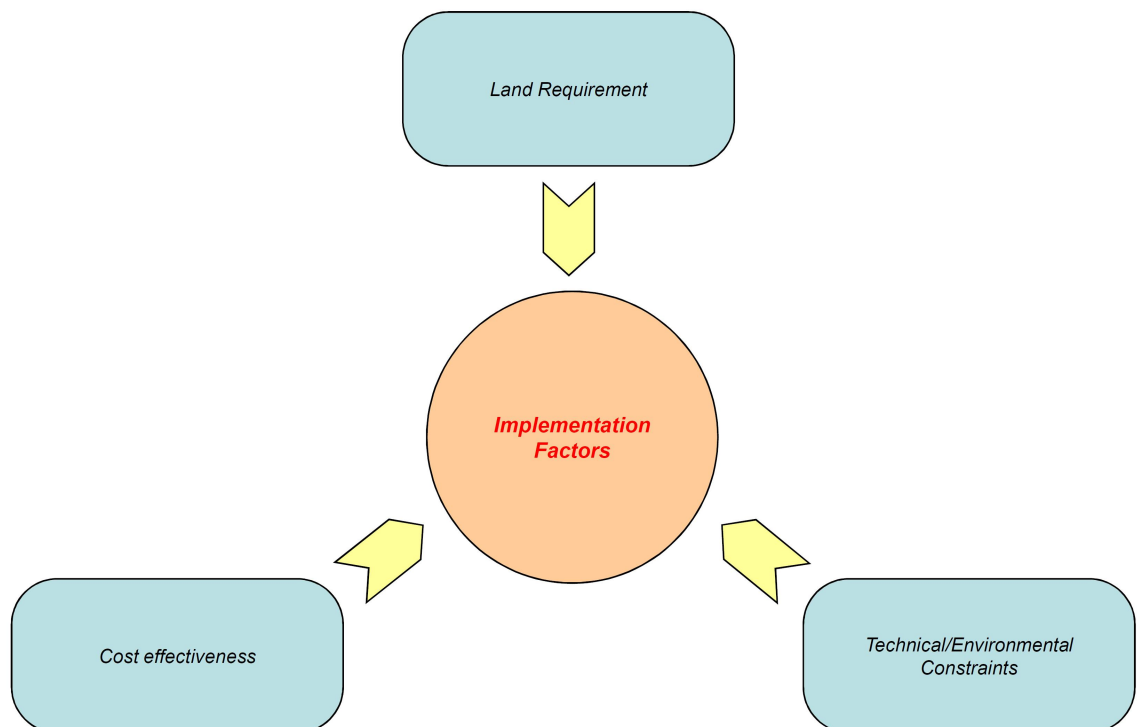 Land Requirement
Implementation
Factors
Cost effectiveness
Technical/Environmental
Constraints